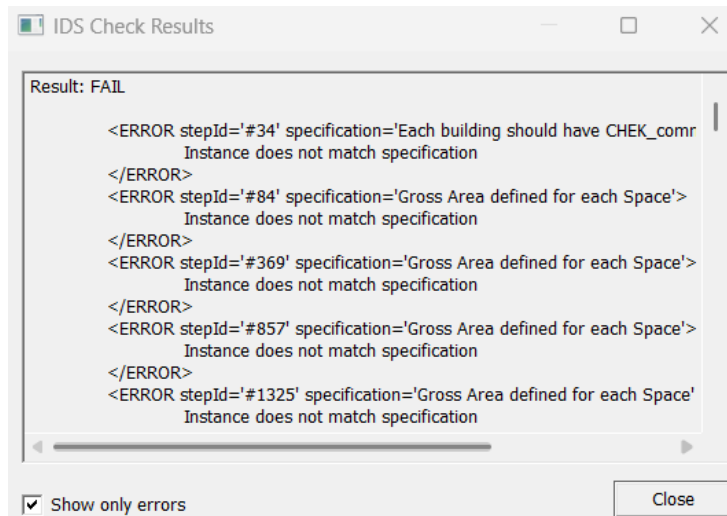 IDS Check Results
Result: FAIL
<ERROR stepId='#34' specification='Each building should have CHEK_comr
Instance does not match specification
</ERROR>
<ERROR stepId='#84' specification='Gross Area defined for each Space'>
Instance does not match specification
</ERROR>
<ERROR stepId='#369' specification='Gross Area defined for each Space'>
Instance does not match specification
</ERROR>
<ERROR stepId='#857' specification='Gross Area defined for each Space'>
Instance does not match specification
</ERROR>
<ERROR stepId='#1325' specification='Gross Area defined for each Space'
Instance does not match specification
Show only errors
Close